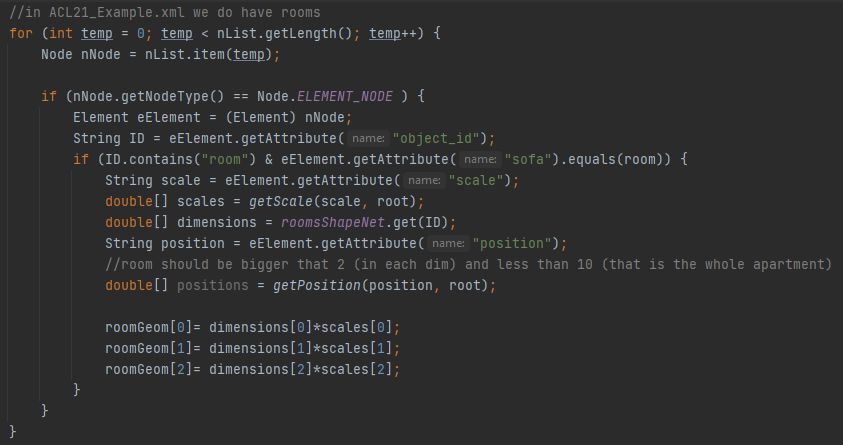 //in ACL21_Example.xml we do have rooms
for (int temp = 0; temp < nList.getLength(); temp++) {
Node nNode = nList.item(temp);
if (nNode.getNodeType() == Node.ELEMENT_NODE ) {
Element eElement = (Element) nNode;
String ID = eElement.getAttribute( name: "object_id");
if (ID.contains("room") & eElement.getAttribute( name: "sofa").equals(room)) {
String scale = eElement.getAttribute( name: "scale");
double[] scales = getScale(scale, root);
double[] dimensions = roomsShapeNet.get(ID);
String position = eElement.getAttribute( name: "position");
//room should be bigger that 2 (in each dim) and less than 10 (that is the whole apartment)
double[] positions = getPosition(position, root);
roomGeom[0]= dimensions[0]*scales[0];
roomGeom[1]= dimensions[1]*scales[1];
roomGeom[2]= dimensions[2]*scales[2];
}
}
}